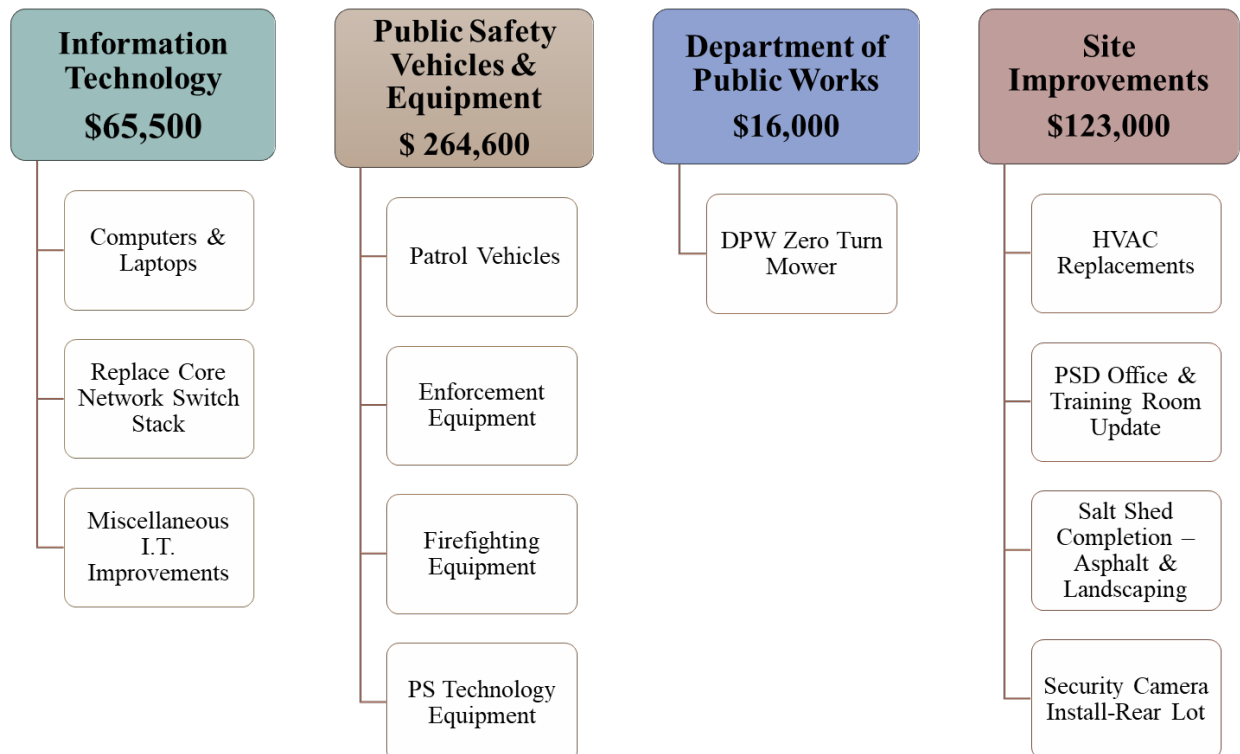 Information
Technology
$65,500
Computers &
Laptops
Replace Core
Network Switch
Stack
Miscellaneous
I.T.
Improvements
Public Safety
Vehicles &
Equipment
$ 264,600
Patrol Vehicles
Enforcement
Equipment
Firefighting
Equipment
PS Technology
Equipment
Department of
Public Works
$16,000
DPW Zero Turn
Mower
Site
Improvements
$123,000
HVAC
Replacements
PSD Office &
Training Room
Update
Salt Shed
Completion –
Asphalt &
Landscaping
Security Camera
Install-Rear Lot